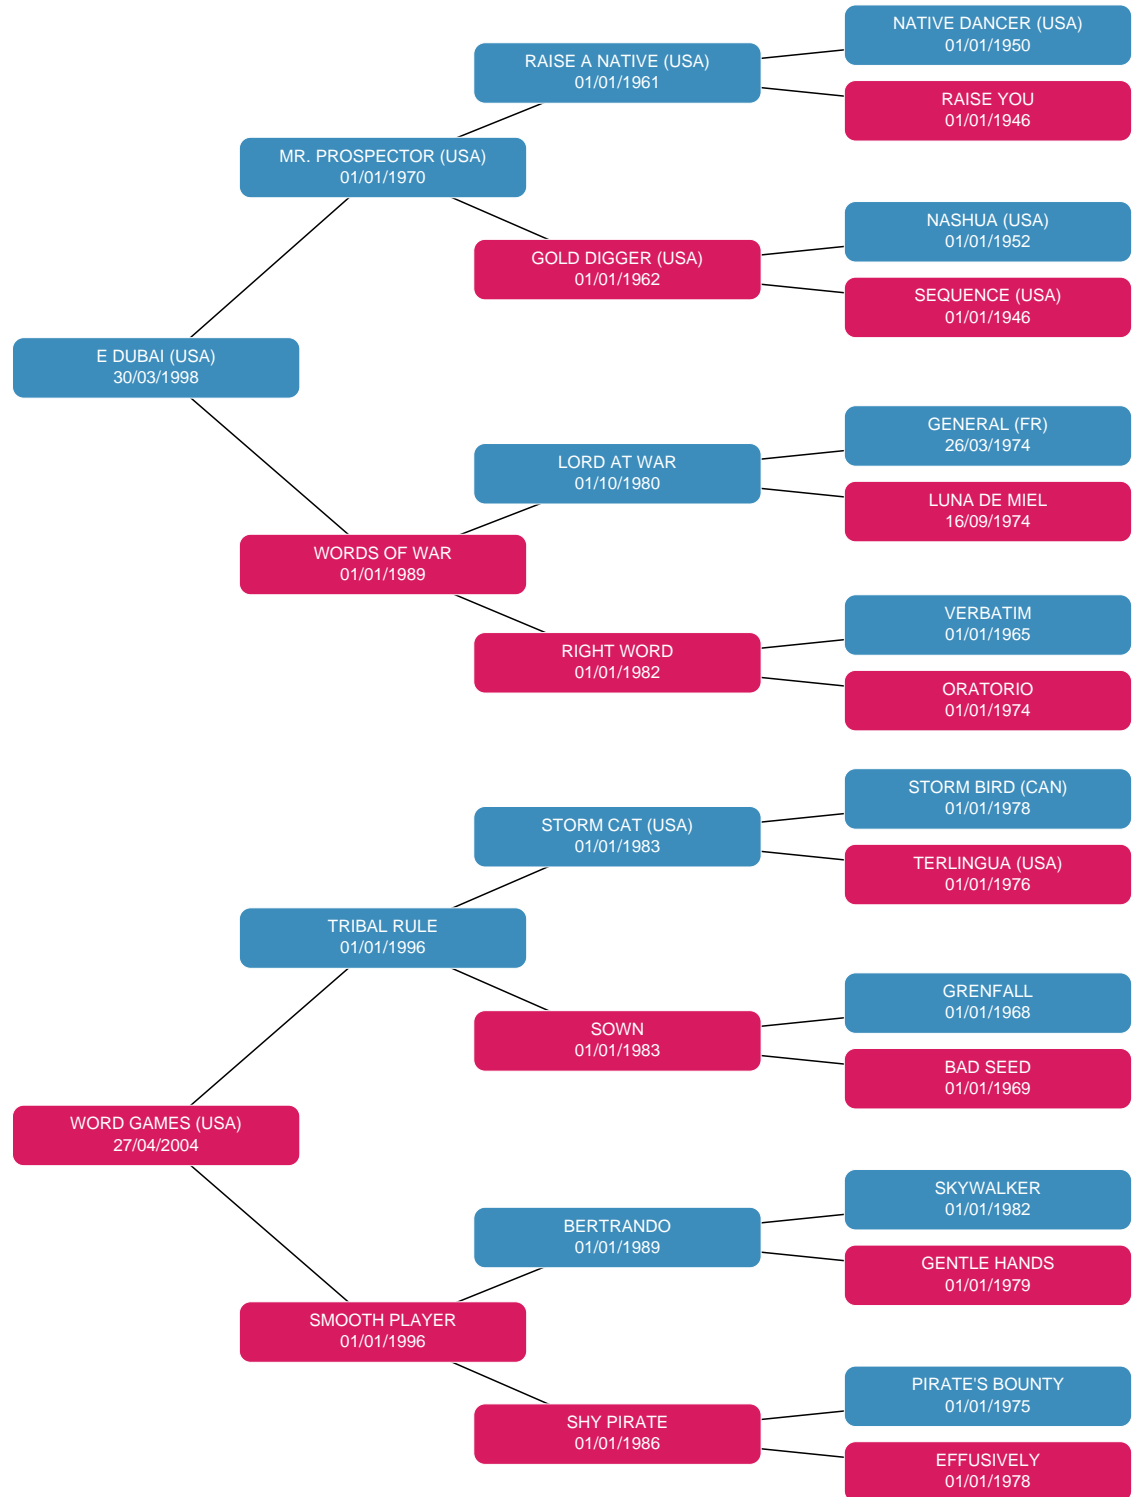 NATIVE DANCER (USA)
01/01/1950
RAISE A NATIVE (USA)
01/01/1961
RAISE YOU
01/01/1946
MR. PROSPECTOR (USA)
01/01/1970
NASHUA (USA)
01/01/1952
GOLD DIGGER (USA)
01/01/1962
SEQUENCE (USA)
01/01/1946
E DUBAI (USA)
30/03/1998
GENERAL (FR)
26/03/1974
LORD AT WAR
01/10/1980
LUNA DE MIEL
16/09/1974
WORDS OF WAR
01/01/1989
VERBATIM
01/01/1965
RIGHT WORD
01/01/1982
ORATORIO
01/01/1974
STORM BIRD (CAN)
01/01/1978
STORM CAT (USA)
01/01/1983
TERLINGUA (USA)
01/01/1976
TRIBAL RULE
01/01/1996
GRENFALL
01/01/1968
SOWN
01/01/1983
BAD SEED
01/01/1969
WORD GAMES (USA)
27/04/2004
SKYWALKER
01/01/1982
BERTRANDO
01/01/1989
GENTLE HANDS
01/01/1979
SMOOTH PLAYER
01/01/1996
PIRATE'S BOUNTY
01/01/1975
SHY PIRATE
01/01/1986
EFFUSIVELY
01/01/1978